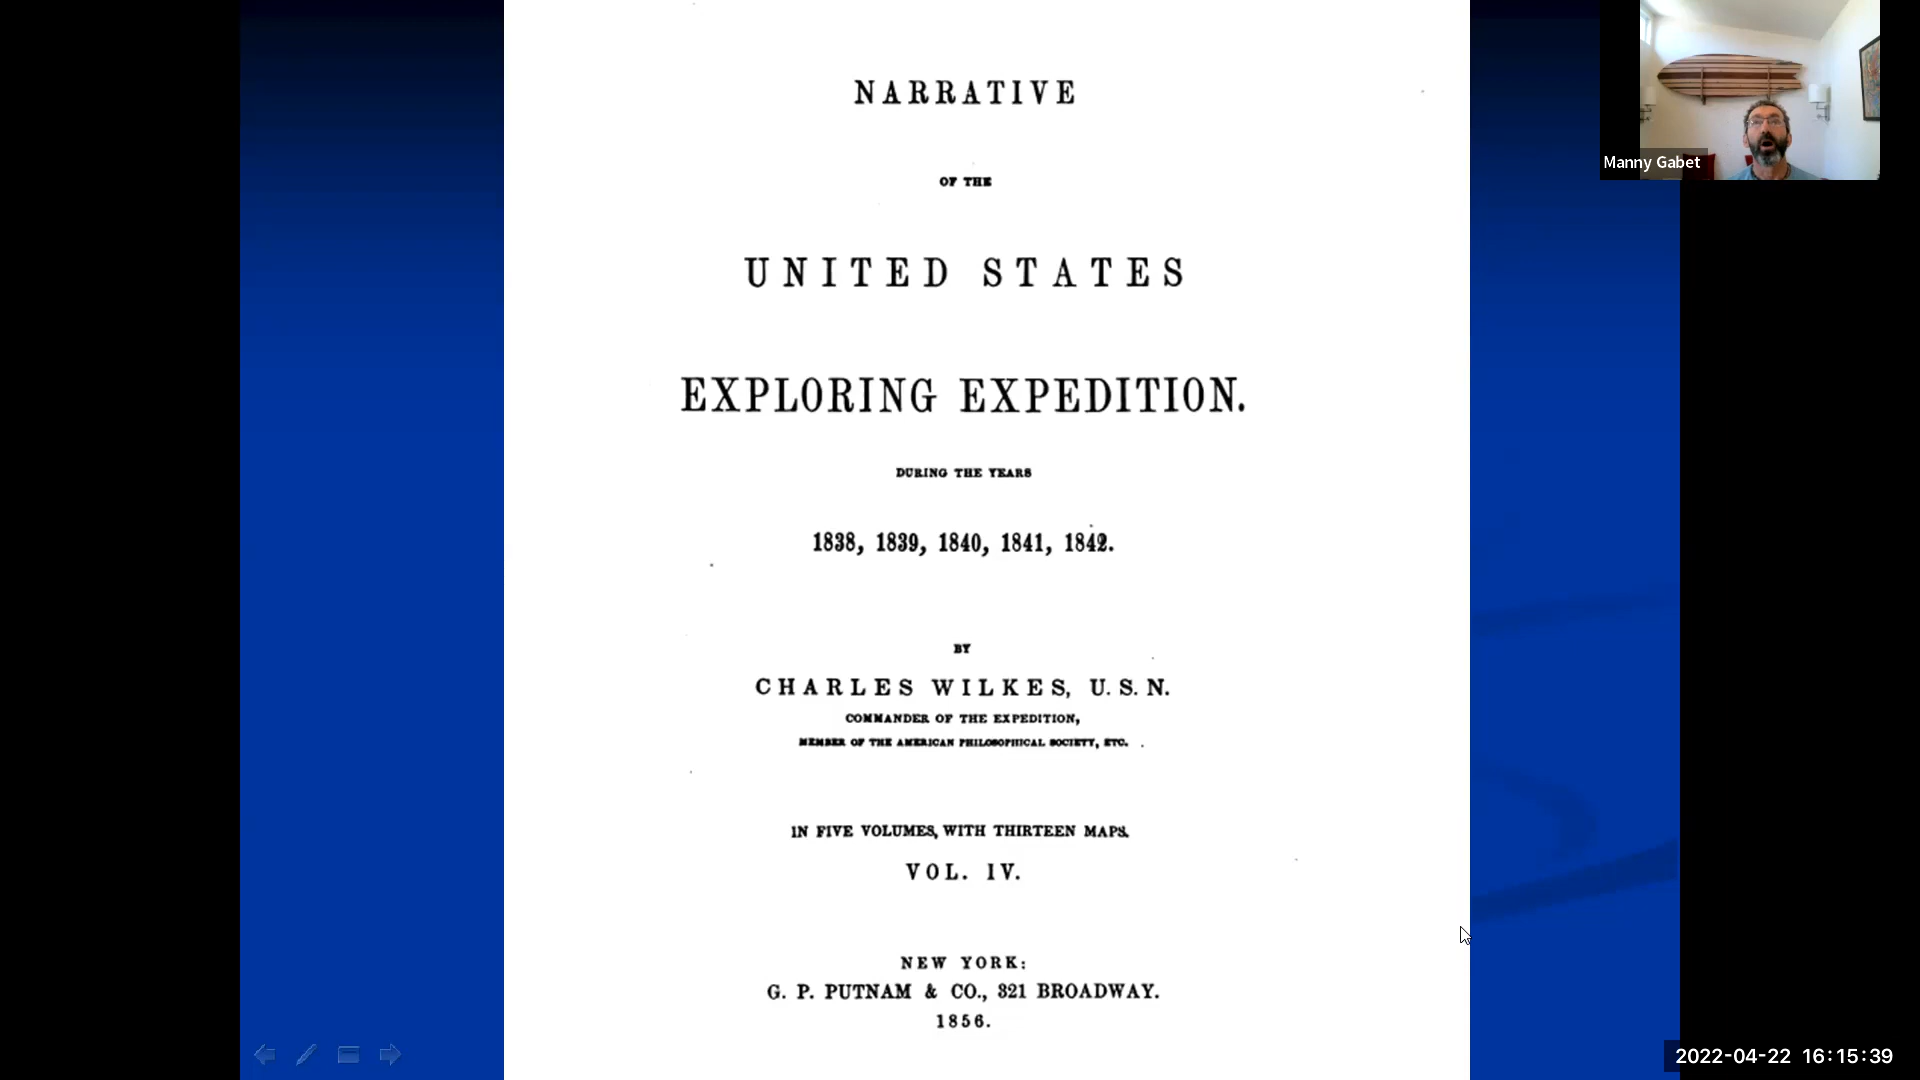 NARRATIVE
OF THE
UNITED STATES
EXPLORING EXPEDITION.
DURING THE YEARS
1838, 1839, 1840, 1841, 1842.
BY
CHARLES WILKES, U. S. N.
COMMANDER OF THE EXPEDITION,
MEMBER OF THE AMERICAN PHILOSOPHICAL SOCIETY, ETC.
IN FIVE VOLUMES, WITH THIRTEEN MAPS.
VOL. IV.
NEW YORK:
G. P. PUTNAM & CO., 321 BROADWAY.
1856.
Manny Gabet
2022-04-22 16:15:39